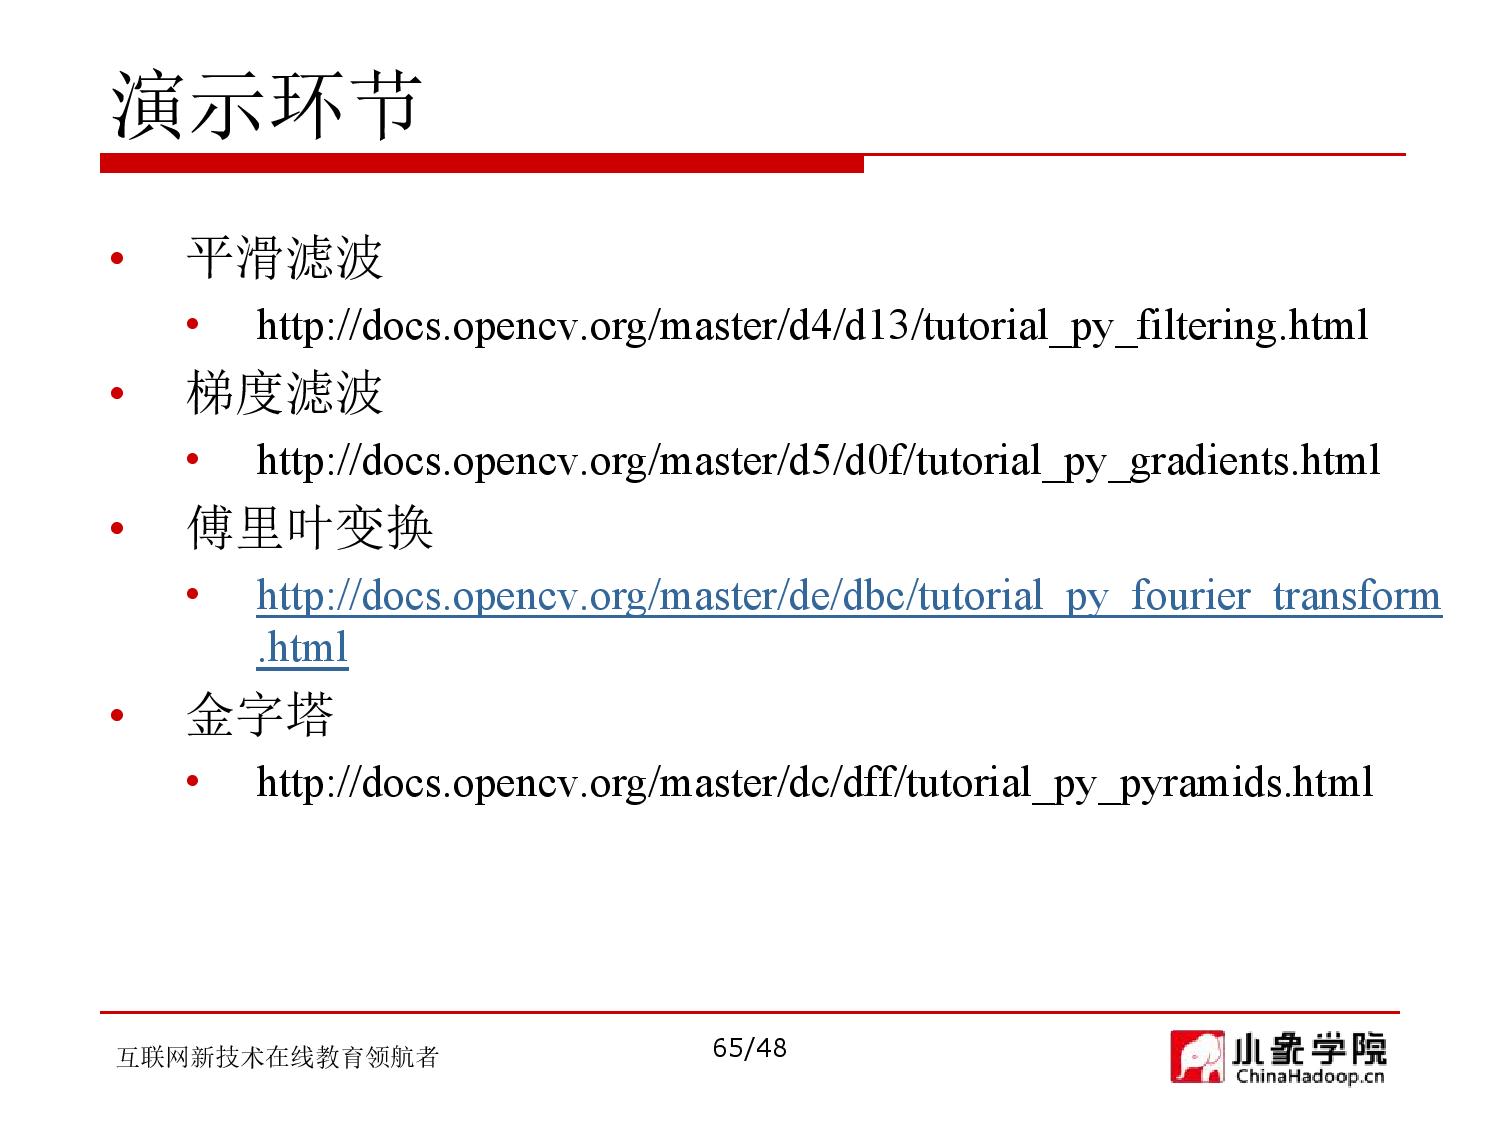 演示环节
• 平滑滤波
• http://docs.opencv.org/master/d4/d13/tutorial_py_filtering.html
• 梯度滤波
• http://docs.opencv.org/master/d5/d0f/tutorial_py_gradients.html
• 傅里叶变换
• http://docs.opencv.org/master/de/dbc/tutorial_py_fourier_transform
.html
• 金字塔
• http://docs.opencv.org/master/dc/dff/tutorial_py_pyramids.html
互联网新技术在线教育领航者
65/48
小象学院
ChinaHadoop.cn